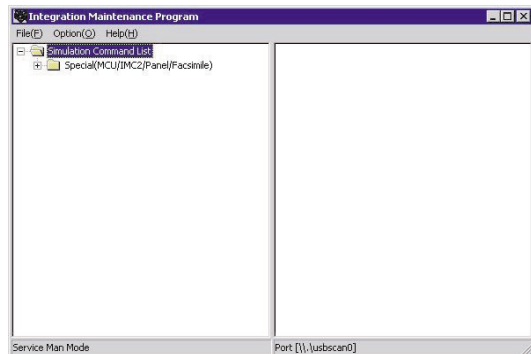 Integration Maintenance Program
File(F) Option(O) Help(H)
Simulation Command List
Special(MCU/IMC2/Panel/Facsimile)
Service Man Mode Port [\\.\usbscan0]